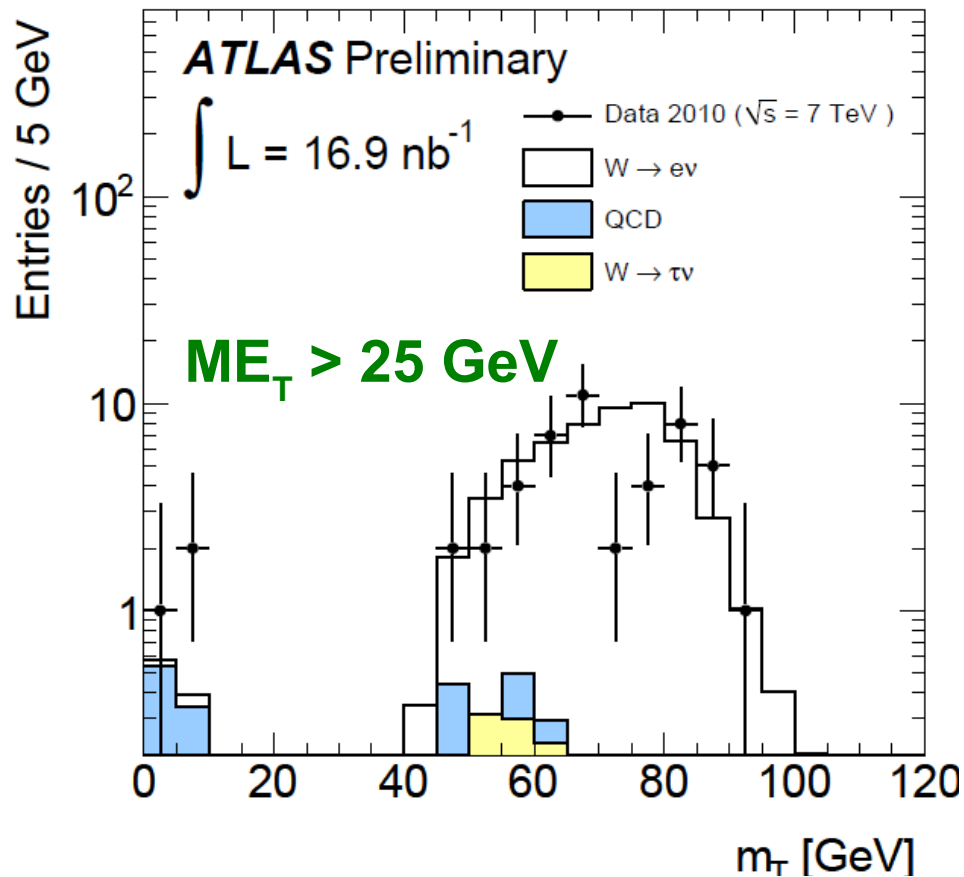 Entries / 5 GeV
ATLAS Preliminary
∫ L = 16.9 nb⁻¹
Data 2010 (√s = 7 TeV )
W → eν
QCD
W → τν
ME_T > 25 GeV
10²
10
1
0 20 40 60 80 100 120
m_T [GeV]